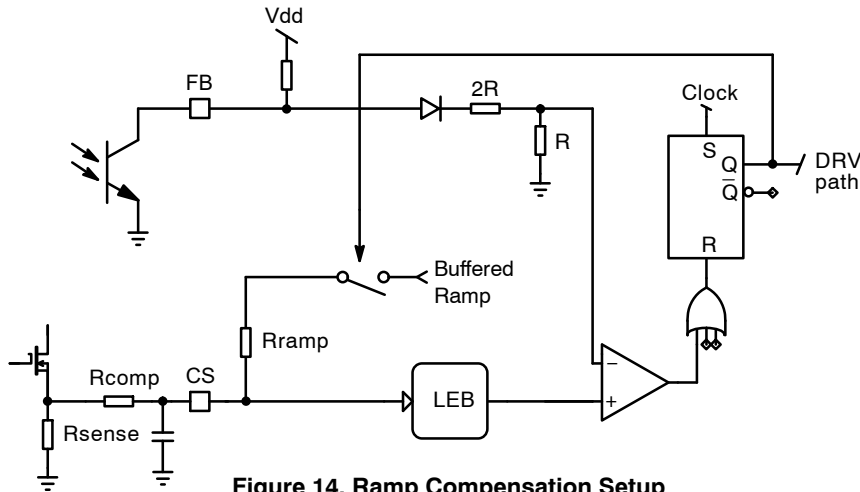 Vdd
FB
2R
Clock
R
S
Q
DRV
path
Q
R
Buffered
Ramp
Rramp
Rcomp
CS
LEB
−
+
Rsense
Figure 14. Ramp Compensation Setup